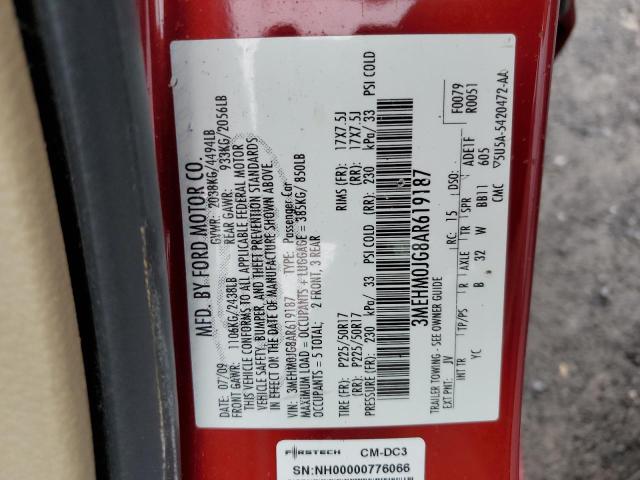 MFD. BY FORD MOTOR CO.
DATE: 07/09 GVWR: 2038KG/4494LB
FRONT GAWR: 1106KG/2438LB REAR GAWR: 933KG/2056LB
THIS VEHICLE CONFORMS TO ALL APPLICABLE FEDERAL MOTOR
VEHICLE SAFETY, BUMPER, AND THEFT PREVENTION STANDARDS
IN EFFECT ON THE DATE OF MANUFACTURE SHOWN ABOVE.
VIN: 3MEHM0JG8AR619187 TYPE: Passenger Car
MAXIMUM LOAD = OCCUPANTS + LUGGAGE = 385KG/ 850LB
OCCUPANTS = 5 TOTAL; 2 FRONT, 3 REAR
TIRE (FR): P225/50R17 RIMS (FR): 17X7.5J
TIRE (RR): P225/50R17 (RR): 17X7.5J
PRESSURE (FR): 230 kPa/ 33 PSI COLD (RR): 230 kPa/ 33 PSI COLD
3MEHM0JG8AR619187
TRAILER TOWING - SEE OWNER GUIDE
F0079
R0051
EXT PNT: JV RC: 15 DSO: ADE1F
INT TR TP/PS R AXLE TR SPR 605
YC B 32 W BB11
CMC 5U5A-5420472-AA
FIRSTECH CM-DC3
SN:NH00000776066